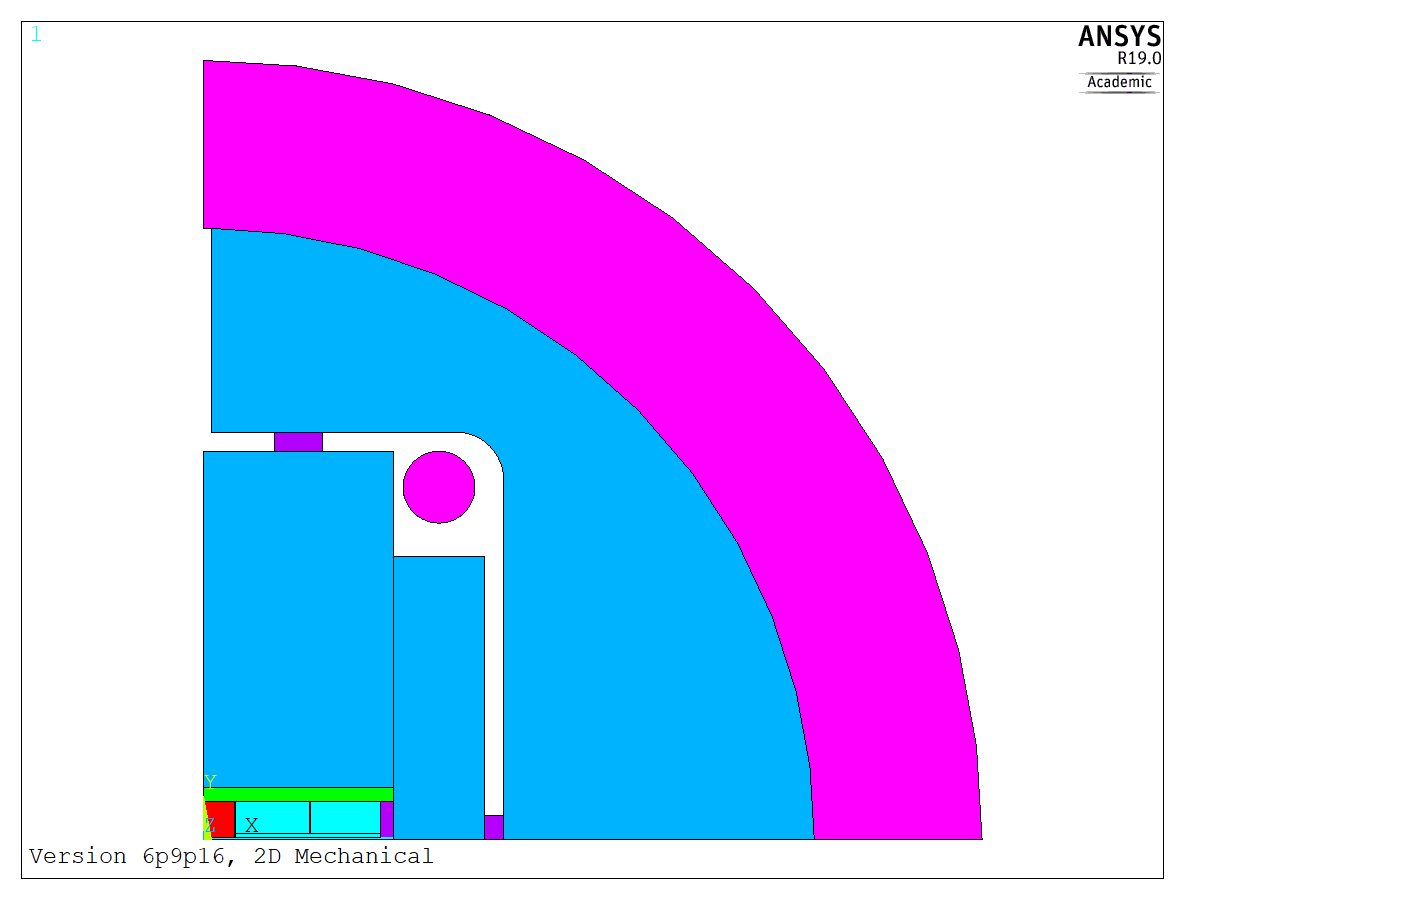 1
ANSYS
R19.0
Academic
Y
Z X
Version 6p9p16, 2D Mechanical